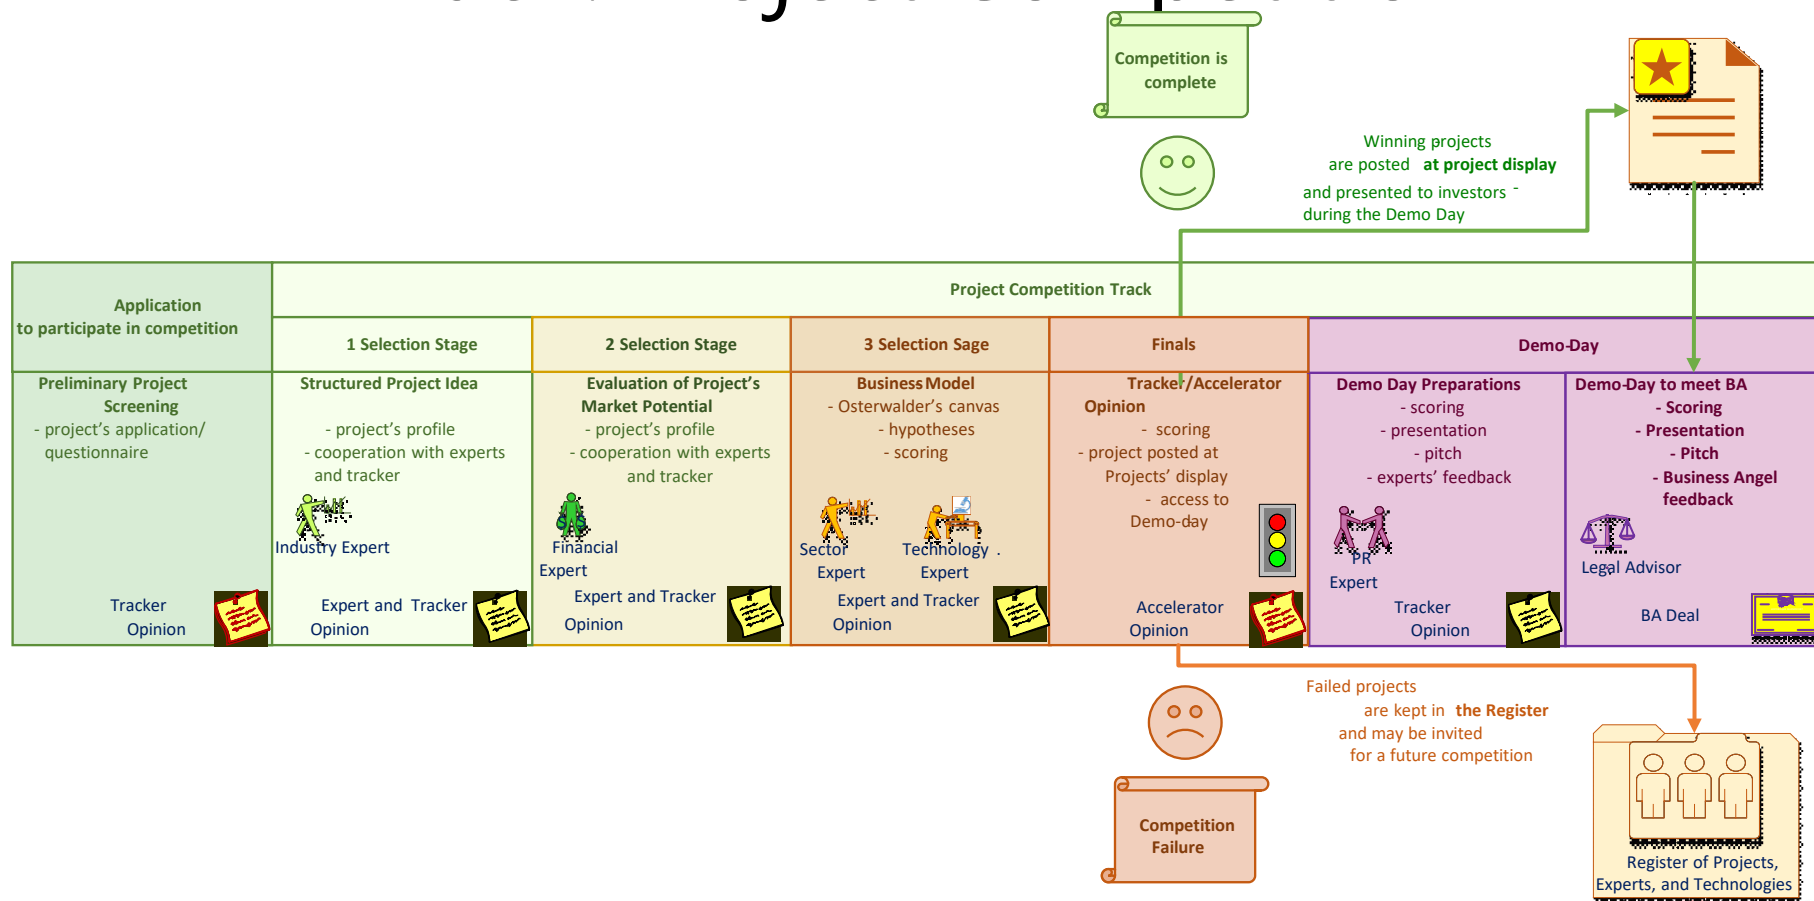 Competition is
complete
Winning projects
are posted at project display
and presented to investors -
during the Demo Day
Application
to participate in competition
Project Competition Track
1 Selection Stage
2 Selection Stage
3 Selection Sage
Finals
Demo-Day
Preliminary Project
Screening
- project's application/
questionnaire
Tracker
Opinion
Structured Project Idea
- project's profile
- cooperation with experts
and tracker
Industry Expert
Expert and Tracker
Opinion
Evaluation of Project's
Market Potential
- project's profile
- cooperation with experts
and tracker
Financial
Expert
Expert and Tracker
Opinion
Business Model
- Osterwalder's canvas
- hypotheses
- scoring
Sector
Expert
Technology .
Expert
Expert and Tracker
Opinion
Tracker/Accelerator
Opinion
- scoring
- project posted at
Projects' display
- access to
Demo-day
Accelerator
Opinion
Demo Day Preparations
- scoring
- presentation
- pitch
- experts' feedback
PR
Expert
Tracker
Opinion
Demo-Day to meet BA
- Scoring
- Presentation
- Pitch
- Business Angel
feedback
Legal Advisor
BA Deal
Failed projects
are kept in the Register
and may be invited
for a future competition
Competition
Failure
Register of Projects,
Experts, and Technologies